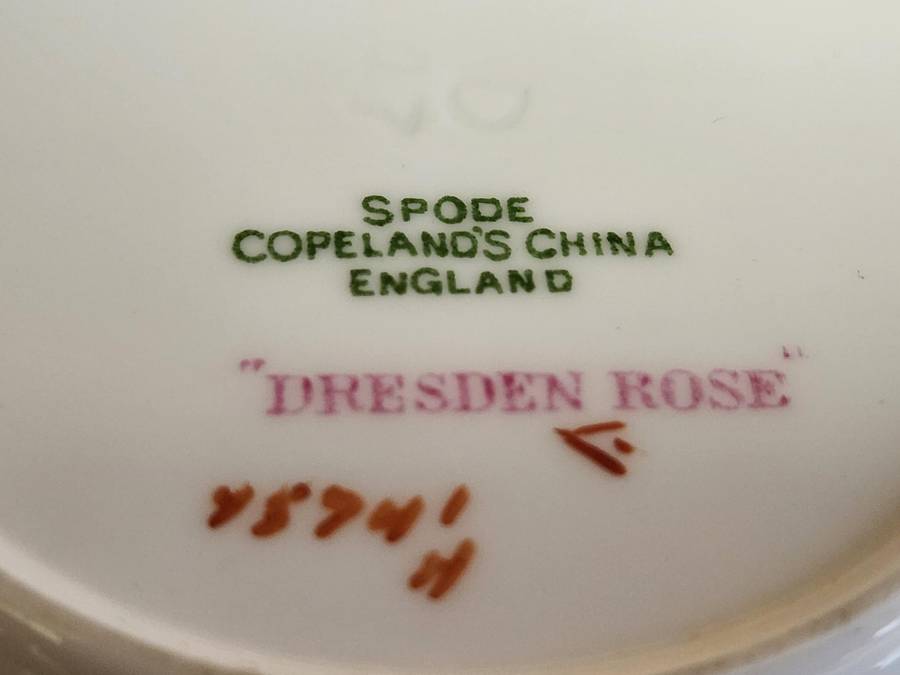 SPODE
COPELAND'S CHINA
ENGLAND
"DRESDEN ROSE"